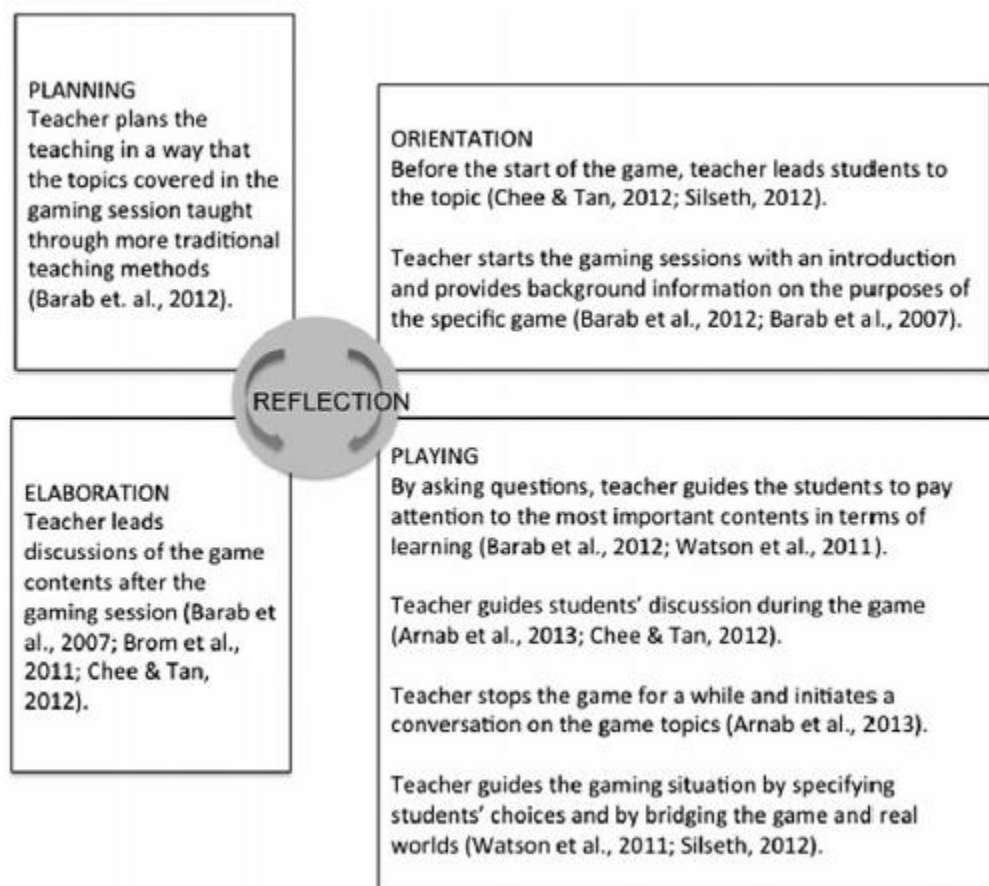 PLANNING
Teacher plans the
teaching in a way that
the topics covered in the
gaming session taught
through more traditional
teaching methods
(Barab et. al., 2012).
ORIENTATION
Before the start of the game, teacher leads students to
the topic (Chee & Tan, 2012; Silseth, 2012).
Teacher starts the gaming sessions with an introduction
and provides background information on the purposes of
the specific game (Barab et al., 2012; Barab et al., 2007).
REFLECTION
ELABORATION
Teacher leads
discussions of the game
contents after the
gaming session (Barab et
al., 2007; Brom et al.,
2011; Chee & Tan,
2012).
PLAYING
By asking questions, teacher guides the students to pay
attention to the most important contents in terms of
learning (Barab et al., 2012; Watson et al., 2011).
Teacher guides students’ discussion during the game
(Arnab et al., 2013; Chee & Tan, 2012).
Teacher stops the game for a while and initiates a
conversation on the game topics (Arnab et al., 2013).
Teacher guides the gaming situation by specifying
students’ choices and by bridging the game and real
worlds (Watson et al., 2011; Silseth, 2012).